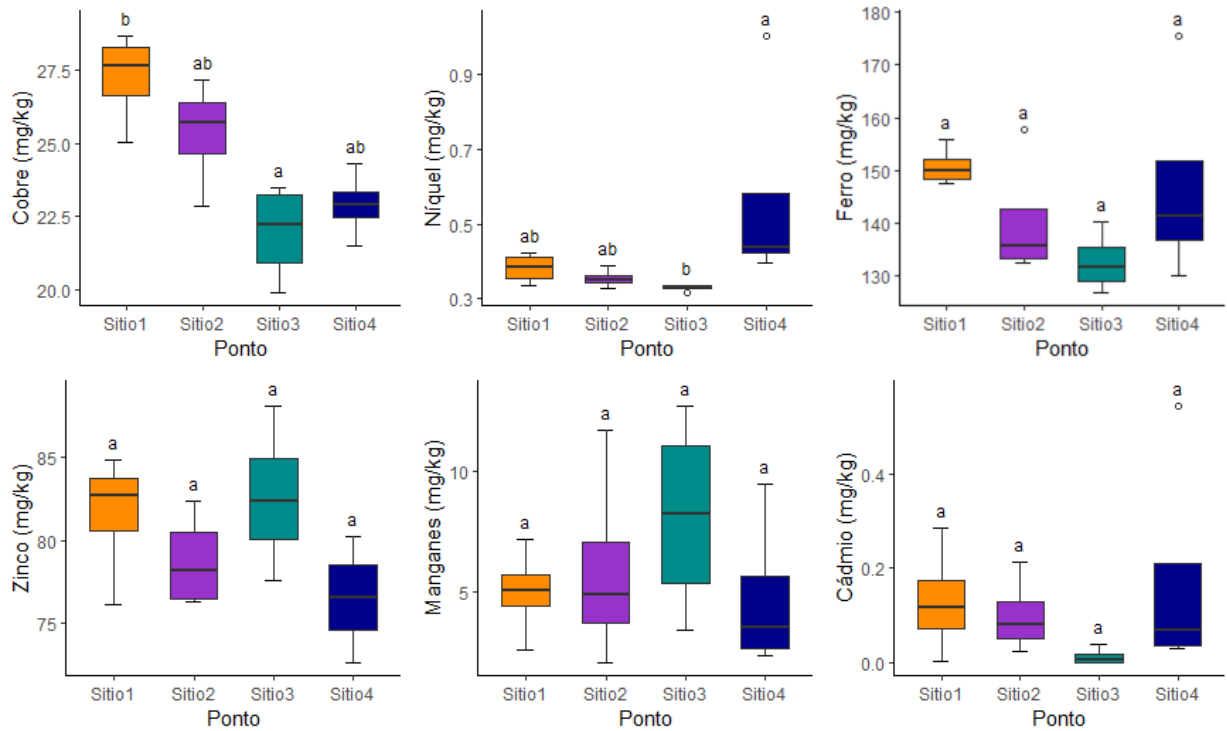 Cobre (mg/kg)
27.5
25.0
22.5
20.0
b
ab
a
ab
Sitio1 Sitio2 Sitio3 Sitio4
Ponto
Níquel (mg/kg)
0.9
0.7
0.5
0.3
ab
ab
b
a
Sitio1 Sitio2 Sitio3 Sitio4
Ponto
Ferro (mg/kg)
180
170
160
150
140
130
a
a
a
a
Sitio1 Sitio2 Sitio3 Sitio4
Ponto
Zinco (mg/kg)
85
80
75
a
a
a
a
Sitio1 Sitio2 Sitio3 Sitio4
Ponto
Manganes (mg/kg)
10
5
a
a
a
a
Sitio1 Sitio2 Sitio3 Sitio4
Ponto
Cádmio (mg/kg)
0.4
0.2
0.0
a
a
a
a
Sitio1 Sitio2 Sitio3 Sitio4
Ponto